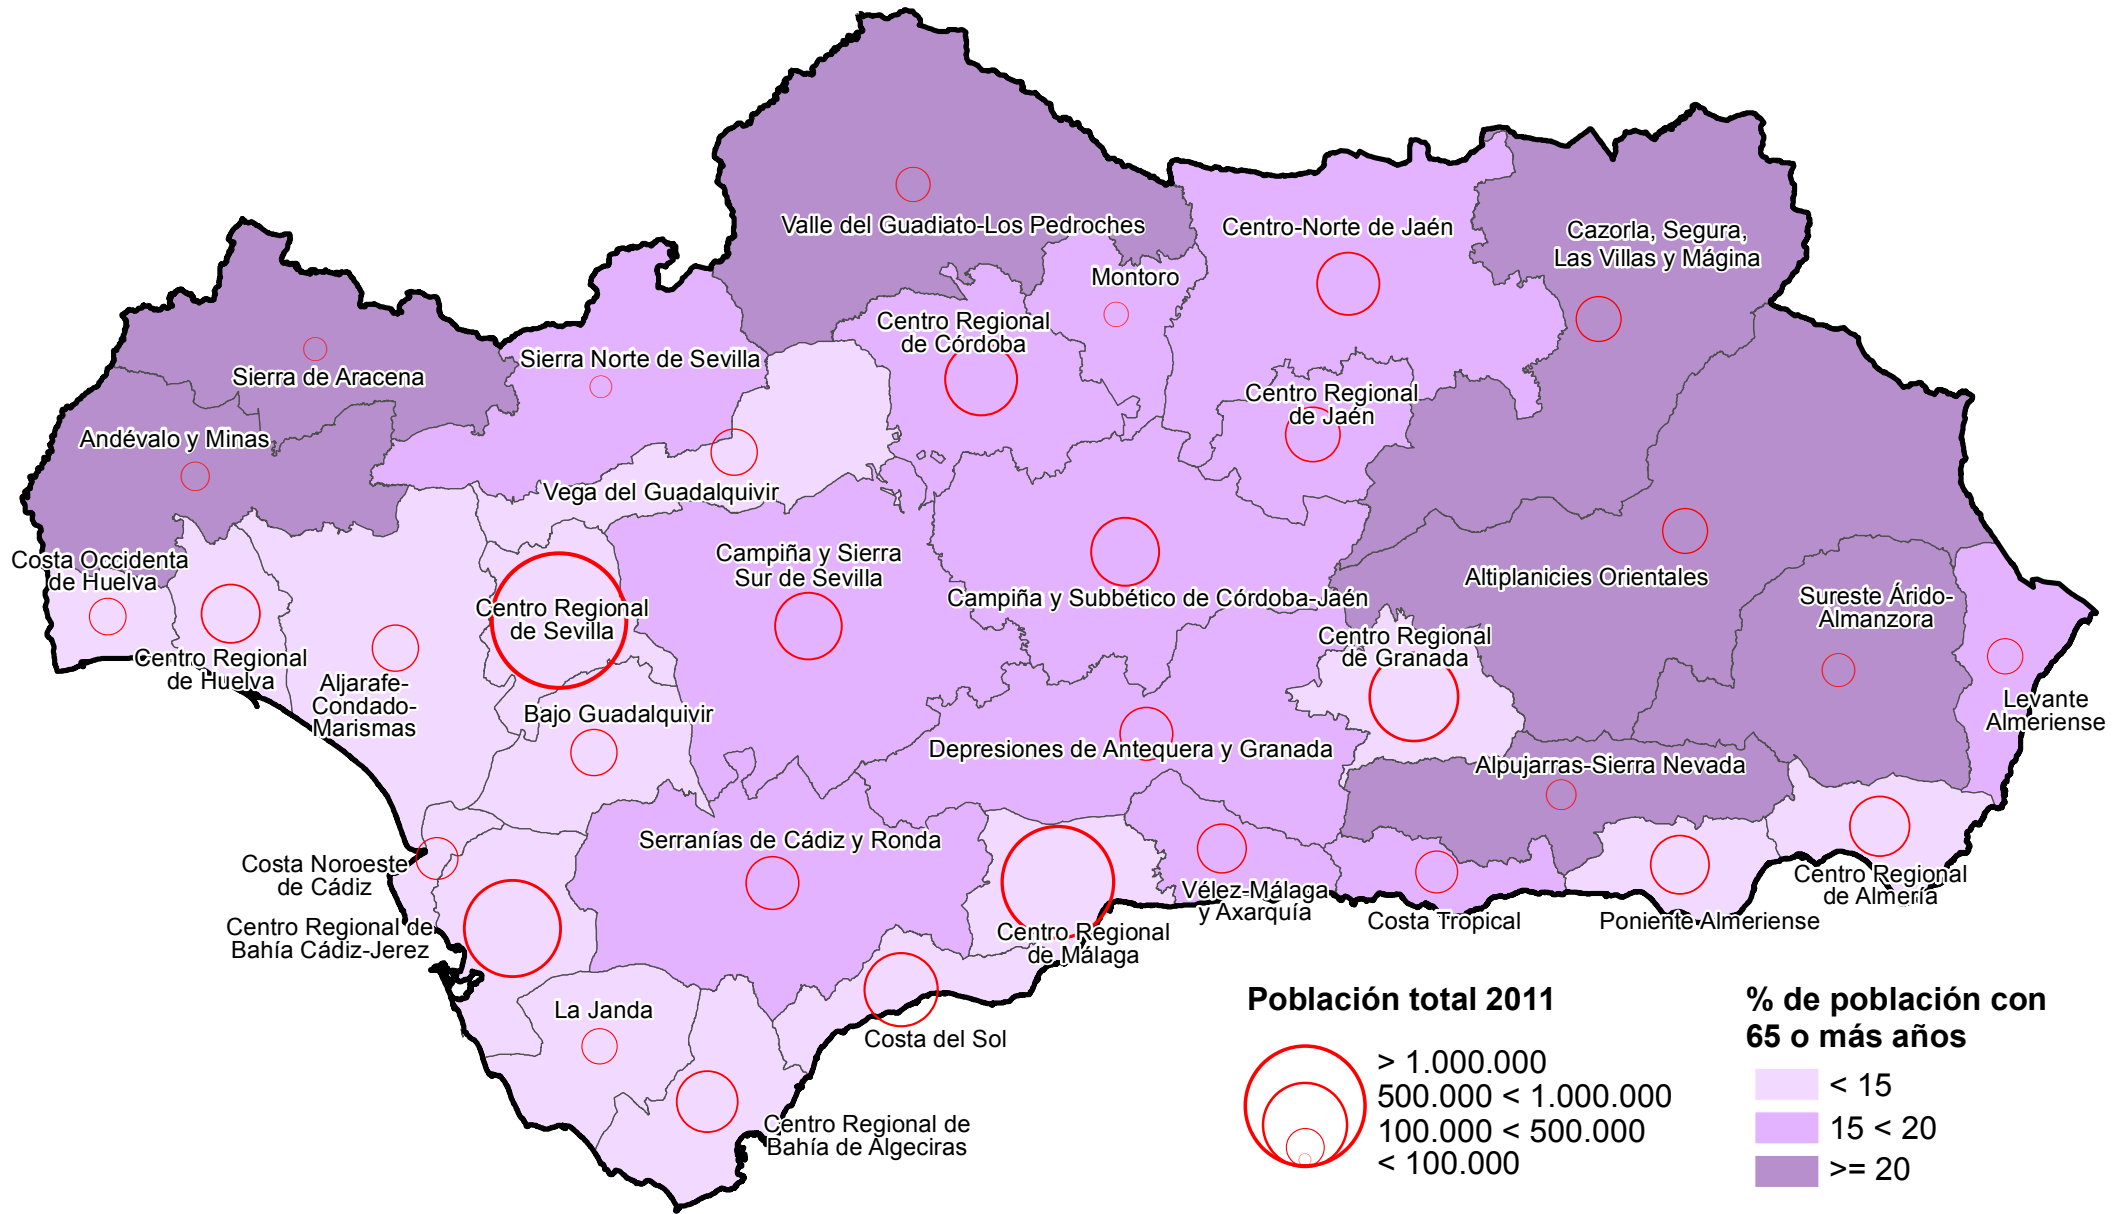 Valle del Guadiato-Los Pedroches
Centro-Norte de Jaén
Cazorla, Segura,
Las Villas y Mágina
Montoro
Centro Regional
de Córdoba
Sierra Norte de Sevilla
Sierra de Aracena
Centro Regional
de Jaén
Andévalo y Minas
Vega del Guadalquivir
Costa Occidenta
de Huelva
Campiña y Sierra
Sur de Sevilla
Altiplanicies Orientales
Campiña y Subbético de Córdoba-Jaén
Sureste Árido-
Almanzora
Centro Regional
de Sevilla
Centro Regional
de Granada
Centro Regional
de Huelva
Aljarafe-
Condado-
Marismas
Bajo Guadalquivir
Levante
Almeriense
Depresiones de Antequera y Granada
Alpujarras-Sierra Nevada
Serranías de Cádiz y Ronda
Costa Noroeste
de Cádiz
Vélez-Málaga
y Axarquía
Centro Regional
de Almería
Costa Tropical
Poniente Almeriense
Centro Regional de
Bahía Cádiz-Jerez
Centro Regional
de Málaga
La Janda
Costa del Sol
Centro Regional de
Bahía de Algeciras
Población total 2011
> 1.000.000
500.000 < 1.000.000
100.000 < 500.000
< 100.000
% de población con
65 o más años
< 15
15 < 20
>= 20